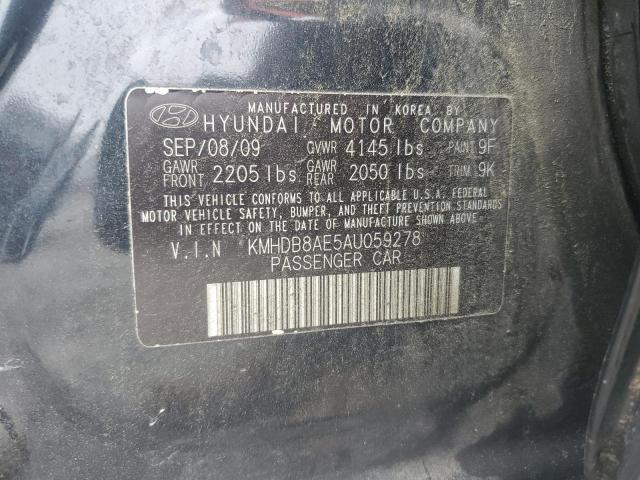 MANUFACTURED IN KOREA BY
HYUNDAI MOTOR COMPANY
SEP/08/09 GVWR 4145 lbs PAINT 9F
GAWR FRONT 2205 lbs GAWR REAR 2050 lbs TRIM 9K
THIS VEHICLE CONFORMS TO ALL APPLICABLE U.S.A. FEDERAL
MOTOR VEHICLE SAFETY, BUMPER, AND THEFT PREVENTION STANDARDS
IN EFFECT ON THE DATE OF MANUFACTURE SHOWN ABOVE.
V.I.N KMHDB8AE5AU059278
PASSENGER CAR